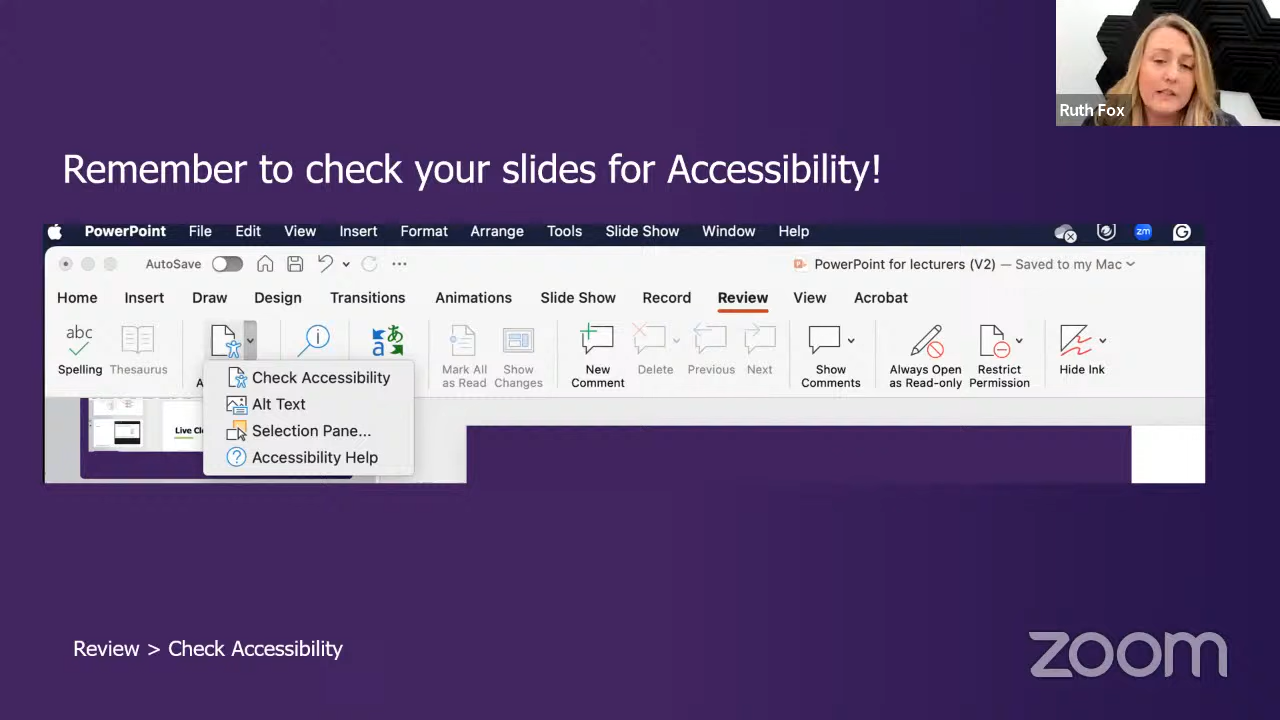 Ruth Fox
Remember to check your slides for Accessibility!
PowerPoint File Edit View Insert Format Arrange Tools Slide Show Window Help
zm
AutoSave
PowerPoint for lecturers (V2) — Saved to my Mac
Home Insert Draw Design Transitions Animations Slide Show Record Review View Acrobat
abc
Spelling Thesaurus
Mark All as Read
Show Changes
New Comment
Delete Previous Next
Show Comments
Always Open as Read-only
Restrict Permission
Hide Ink
Check Accessibility
Alt Text
Selection Pane...
Accessibility Help
Review > Check Accessibility
zoom